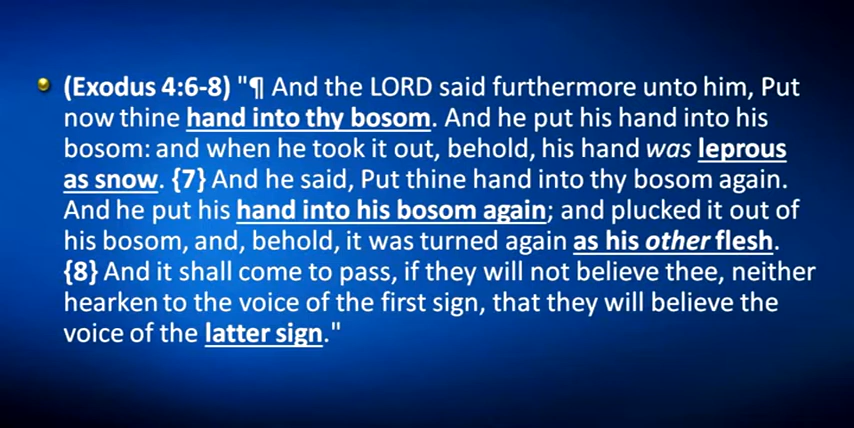 (Exodus 4:6-8) "¶ And the LORD said furthermore unto him, Put
now thine hand into thy bosom. And he put his hand into his
bosom: and when he took it out, behold, his hand was leprous
as snow. {7} And he said, Put thine hand into thy bosom again.
And he put his hand into his bosom again; and plucked it out of
his bosom, and, behold, it was turned again as his other flesh.
{8} And it shall come to pass, if they will not believe thee, neither
hearken to the voice of the first sign, that they will believe the
voice of the latter sign."